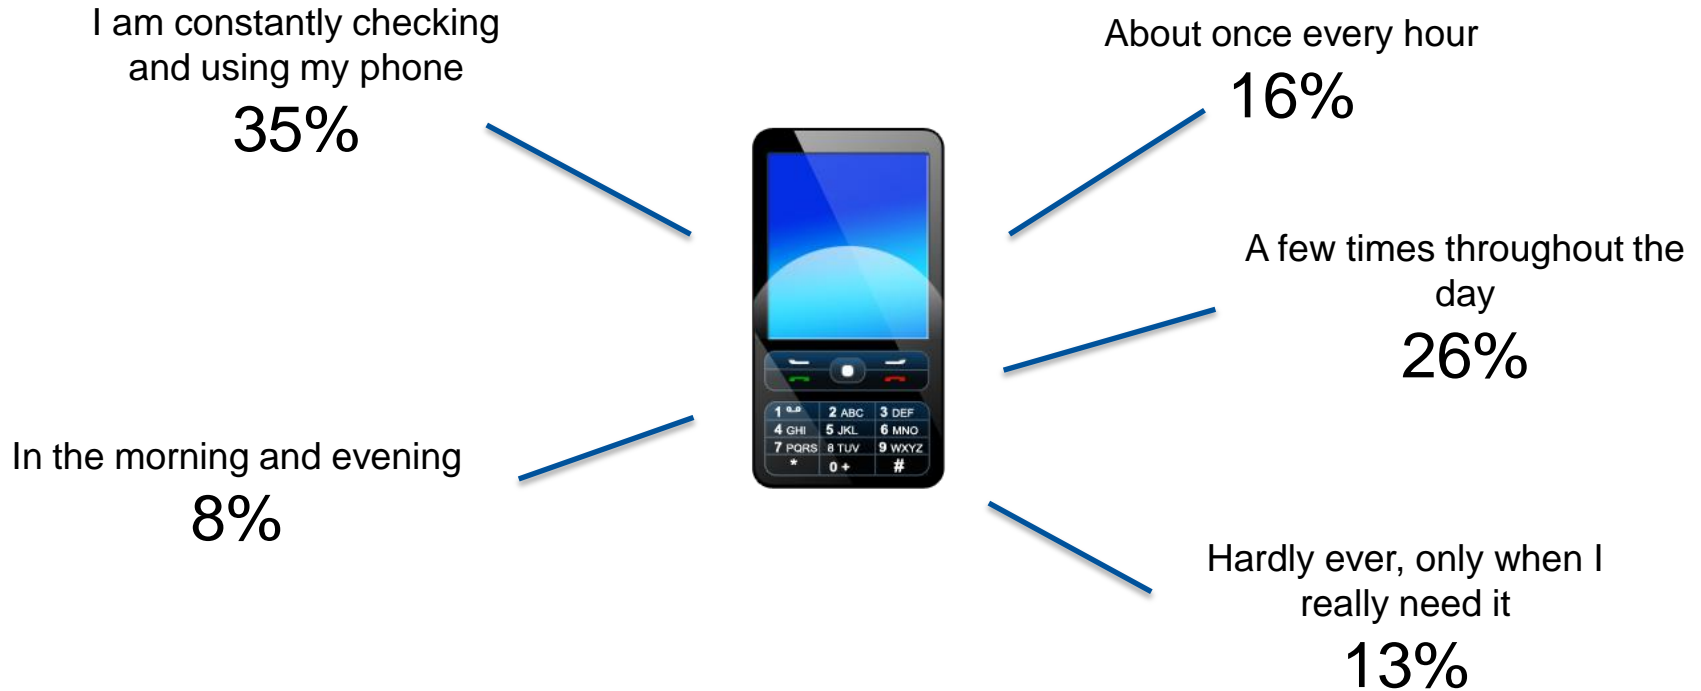 I am constantly checking
and using my phone
35%
About once every hour
16%
A few times throughout the
day
26%
In the morning and evening
8%
Hardly ever, only when I
really need it
13%
1
2 ABC
3 DEF
4 GHI
5 JKL
6 MNO
7 PQRS
8 TUV
9 WXYZ
*
0 +
#